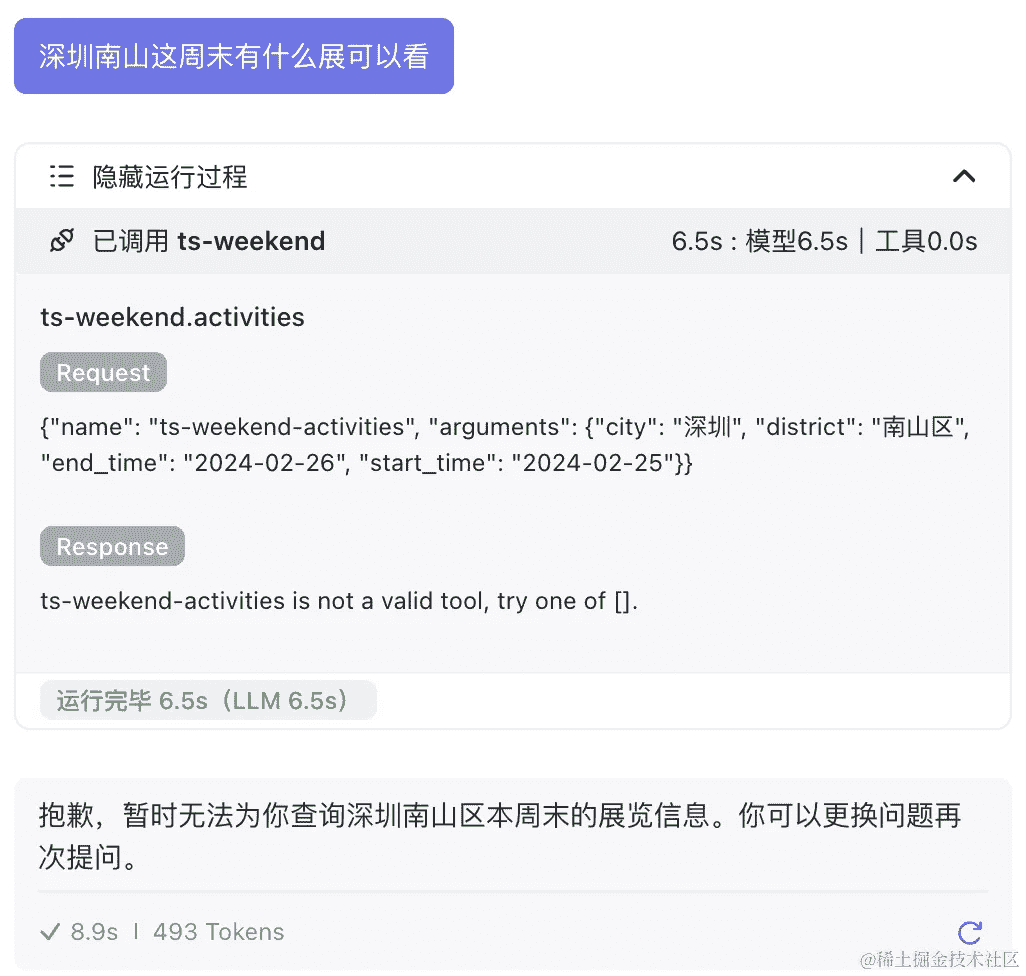 深圳南山这周末有什么展可以看
隐藏运行过程
已调用 ts-weekend 6.5s : 模型6.5s | 工具0.0s
ts-weekend.activities
Request
{"name": "ts-weekend-activities", "arguments": {"city": "深圳", "district": "南山区",
"end_time": "2024-02-26", "start_time": "2024-02-25"}}
Response
ts-weekend-activities is not a valid tool, try one of [].
运行完毕 6.5s（LLM 6.5s）
抱歉，暂时无法为你查询深圳南山区本周末的展览信息。你可以更换问题再
次提问。
8.9s | 493 Tokens
@稀土掘金技术社区